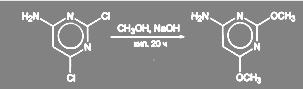 H₂N N Cl CH₃OH, NaOH H₂N N OCH₃
N кип. 20 ч N
Cl OCH₃